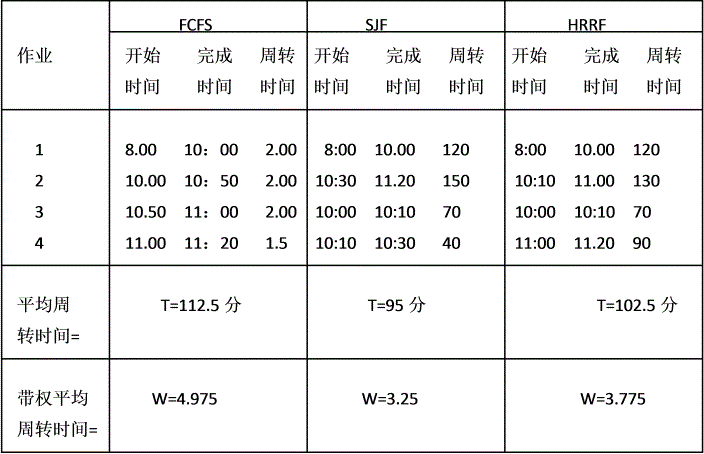 FCFS SJF HRRF
作业 开始 完成 周转 开始 完成 周转 开始 完成 周转
时间 时间 时间 时间 时间 时间 时间 时间 时间
1 8.00 10：00 2.00 8:00 10.00 120 8:00 10.00 120
2 10.00 10：50 2.00 10:30 11.20 150 10:10 11.00 130
3 10.50 11：00 2.00 10:00 10:10 70 10:00 10:10 70
4 11.00 11：20 1.5 10:10 10:30 40 11:00 11.20 90
平均周 T=112.5 分 T=95 分 T=102.5 分
转时间=
带权平均 W=4.975 W=3.25 W=3.775
周转时间=